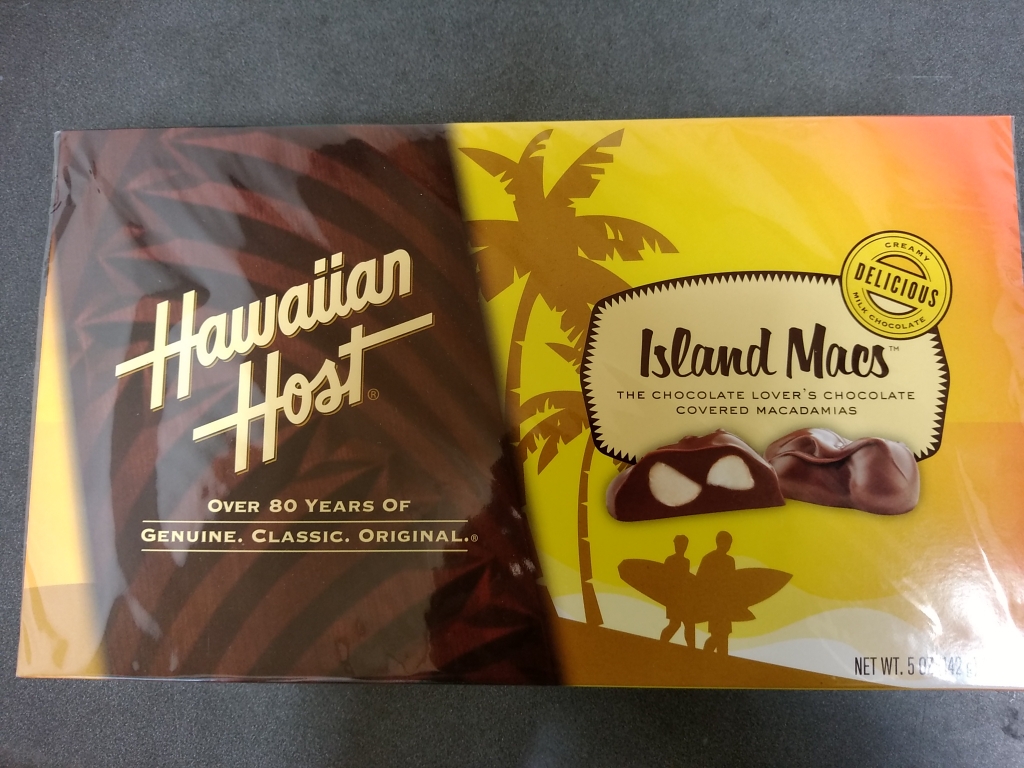 Hawaiian
Host®
OVER 80 YEARS OF
GENUINE. CLASSIC. ORIGINAL.®
CREAMY
DELICIOUS
MILK CHOCOLATE
Island Macs™
THE CHOCOLATE LOVER'S CHOCOLATE
COVERED MACADAMIAS
NET WT. 5 OZ